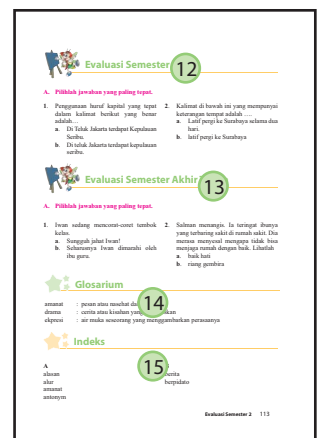 Evaluasi Semester
12
A. Pilihlah jawaban yang paling tepat.
1. Penggunaan huruf kapital yang tepat dalam kalimat berikut yang benar adalah…
a. Di Teluk Jakarta terdapat Kepulauan Seribu.
b. Di teluk Jakarta terdapat kepulauan seribu.
2. Kalimat di bawah ini yang mempunyai keterangan tempat adalah ….
a. Latif pergi ke Surabaya selama dua hari.
b. latif pergi ke Surabaya
Evaluasi Semester Akhir
13
A. Pilihlah jawaban yang paling tepat.
1. Iwan sedang mencorat-coret tembok kelas.
a. Sungguh jahat Iwan!
b. Seharusnya Iwan dimarahi oleh ibu guru.
2. Salman menangis. Ia teringat ibunya yang terbaring sakit di rumah sakit. Dia merasa menyesal mengapa tidak bisa menjaga rumah dengan baik. Lihatlah
a. baik hati
b. riang gembira
Glosarium
14
amanat : pesan atau nasehat
drama : cerita atau kisahan
ekpresi : air muka seseorang yang menggambarkan perasaanya
Indeks
15
A
alasan
alur
amanat
antonym
berita
berpidato
Evaluasi Semester 2 113